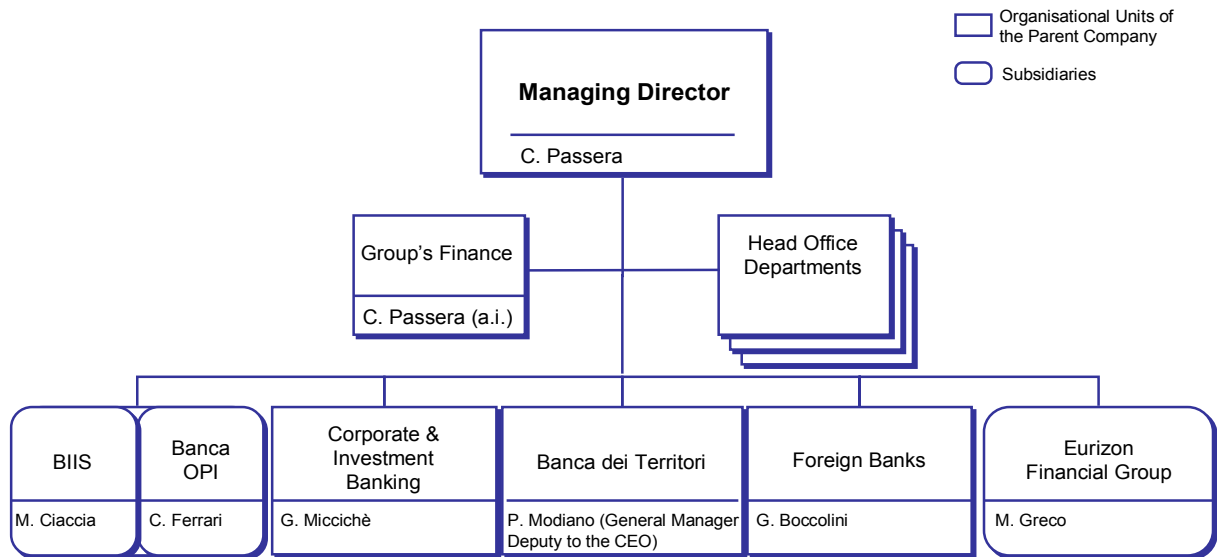 Organisational Units of
the Parent Company
Subsidiaries
Managing Director
C. Passera
Group's Finance
C. Passera (a.i.)
Head Office
Departments
BIIS
M. Ciaccia
Banca
OPI
C. Ferrari
Corporate &
Investment
Banking
G. Miccichè
Banca dei Territori
P. Modiano (General Manager
Deputy to the CEO)
Foreign Banks
G. Boccolini
Eurizon
Financial Group
M. Greco